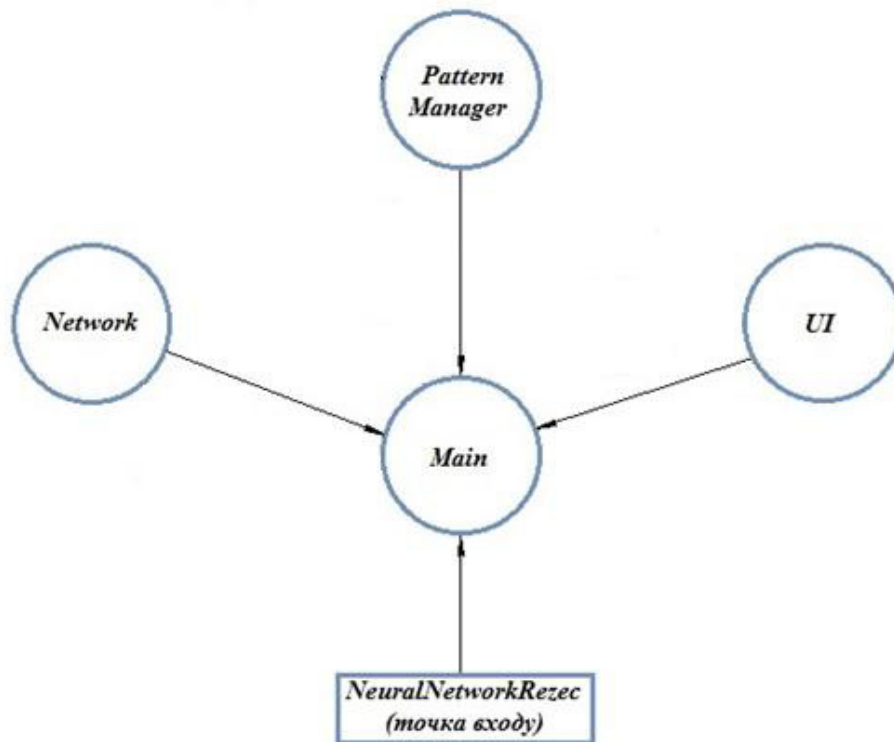 Pattern
Manager
Network
UI
Main
NeuralNetworkRezec
(точка входу)